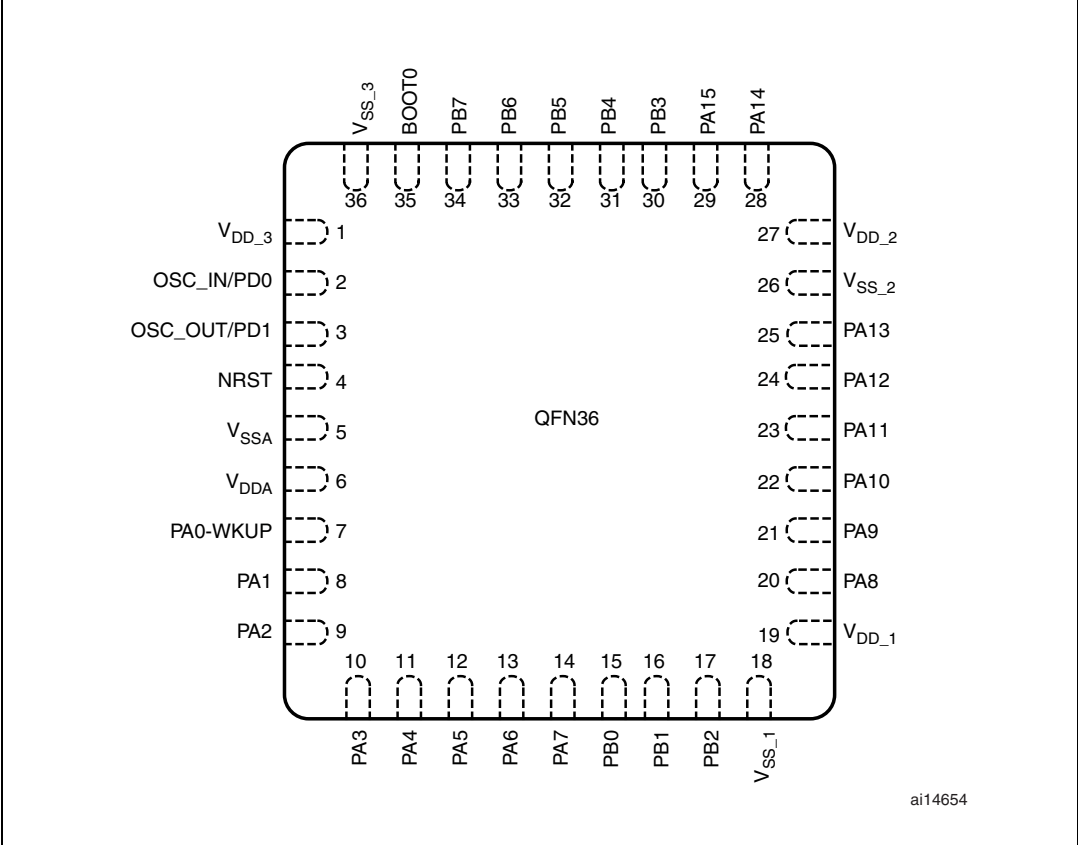 VSS_3 BOOT0 PB7 PB6 PB5 PB4 PB3 PA15 PA14
36 35 34 33 32 31 30 29 28
VDD_3 1 27 VDD_2
OSC_IN/PD0 2 26 VSS_2
OSC_OUT/PD1 3 25 PA13
NRST 4 24 PA12
QFN36
VSSA 5 23 PA11
VDDA 6 22 PA10
PA0-WKUP 7 21 PA9
PA1 8 20 PA8
PA2 9 19 VDD_1
10 11 12 13 14 15 16 17 18
PA3 PA4 PA5 PA6 PA7 PB0 PB1 PB2 VSS_1
ai14654